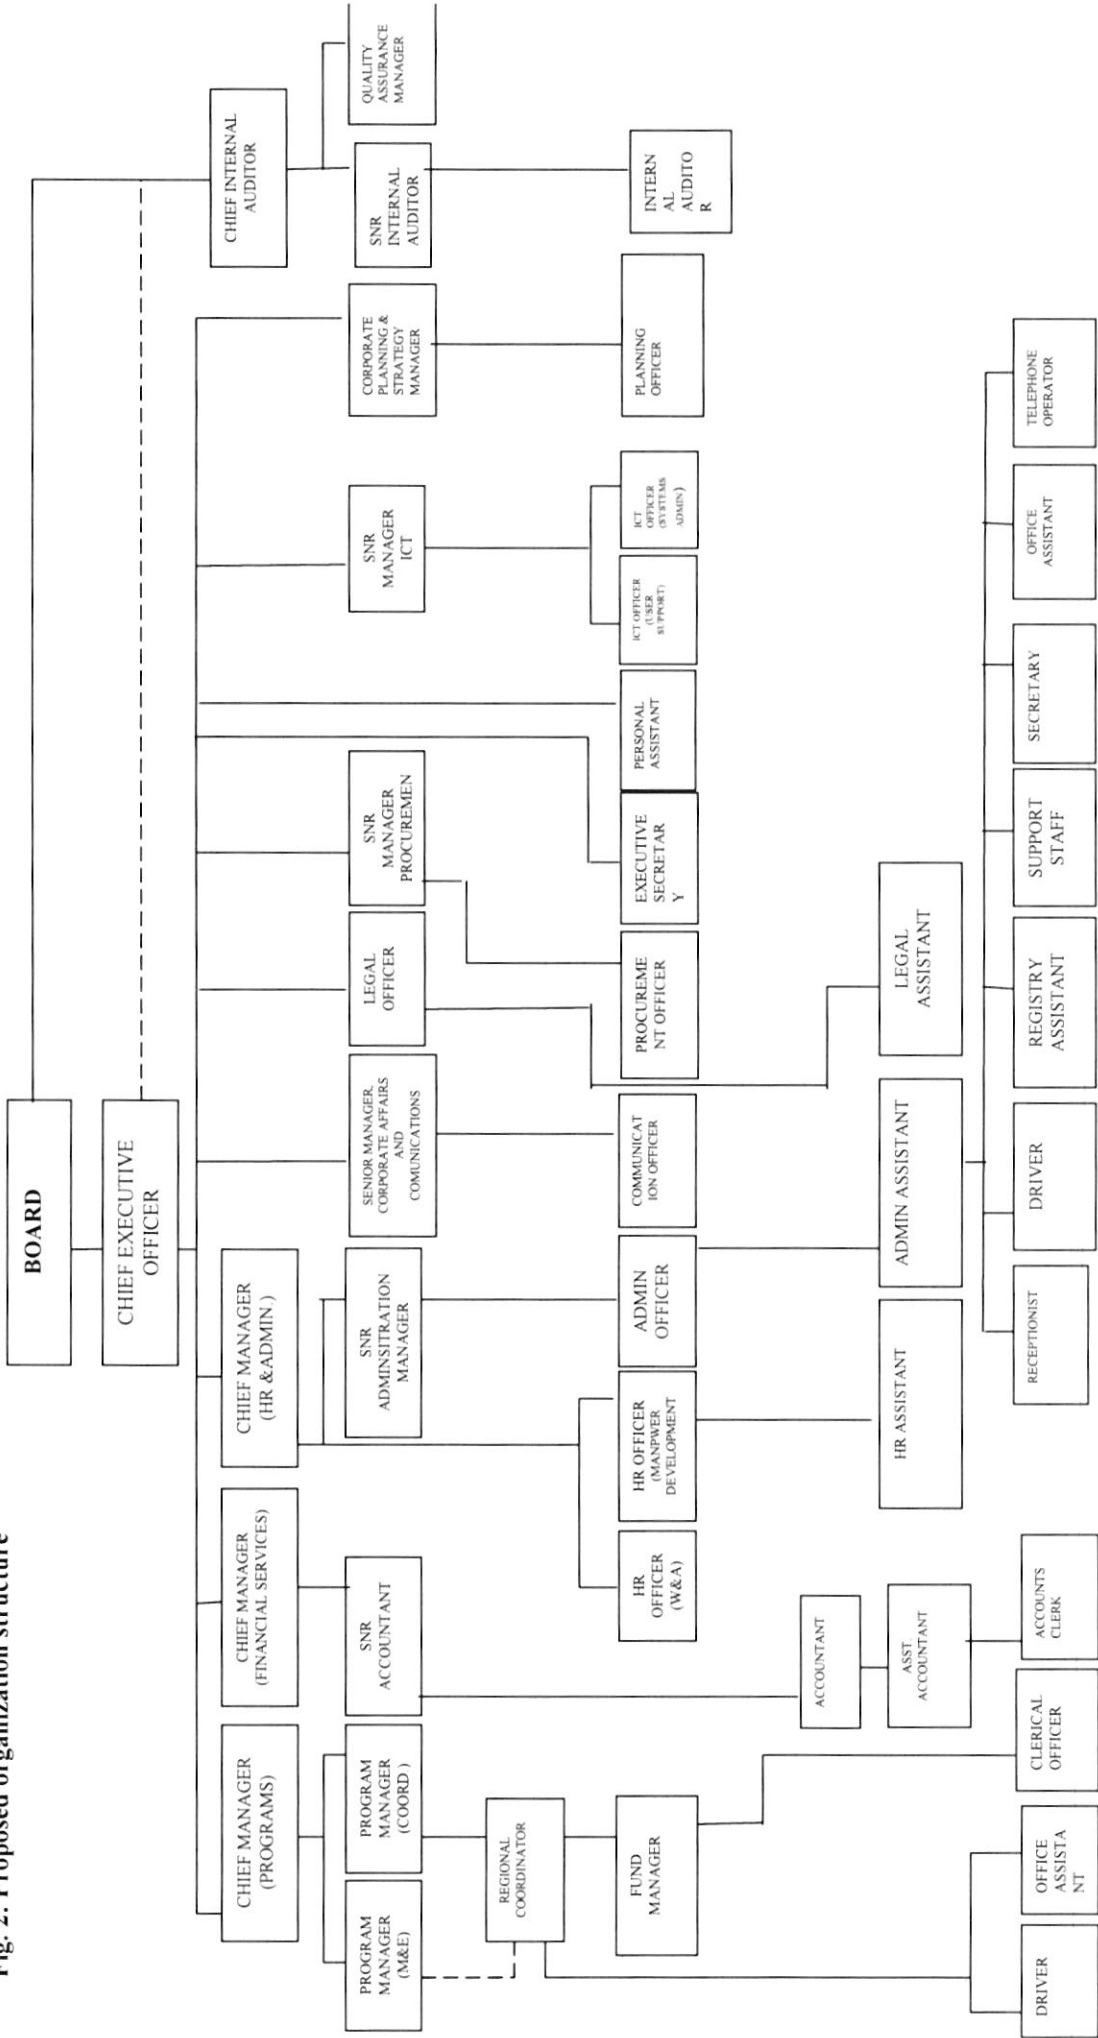 Fig. 2: Proposed organization structure
BOARD
CHIEF EXECUTIVE
OFFICER
CHIEF INTERNAL
AUDITOR
CHIEF MANAGER
(PROGRAMS)
CHIEF MANAGER
(FINANCIAL SERVICES)
CHIEF MANAGER
(HR &ADMIN.)
PROGRAM
MANAGER
(M&E)
PROGRAM
MANAGER
(COORD.)
SNR
ACCOUNTANT
SNR
ADMINSITRATION
MANAGER
SENIOR MANAGER,
CORPORATE AFFAIRS
AND
COMUNICATIONS
LEGAL
OFFICER
SNR
MANAGER
PROCUREMEN
SNR
MANAGER
ICT
CORPORATE
PLANNING &
STRATEGY
MANAGER
SNR
INTERNAL
AUDITOR
QUALITY
ASSURANCE
MANAGER
REGIONAL
COORDINATOR
FUND
MANAGER
HR
OFFICER
(W&A)
HR OFFICER
(MANPWER
DEVELOPMENT
ADMIN
OFFICER
COMMUNICAT
ION OFFICER
PROCUREME
NT OFFICER
EXECUTIVE
SECRETAR
Y
PERSONAL
ASSISTANT
ICT OFFICER
(USER
SUPPORT)
ICT
OFFICER
(SYSTEMS
ADMIN)
PLANNING
OFFICER
INTERN
AL
AUDITO
R
ACCOUNTANT
ASST.
ACCOUNTANT
HR ASSISTANT
ADMIN ASSISTANT
LEGAL
ASSISTANT
DRIVER
OFFICE
ASSISTA
NT
CLERICAL
OFFICER
ACCOUNTS
CLERK
RECEPTIONIST
DRIVER
REGISTRY
ASSISTANT
SUPPORT
STAFF
SECRETARY
OFFICE
ASSISTANT
TELEPHONE
OPERATOR